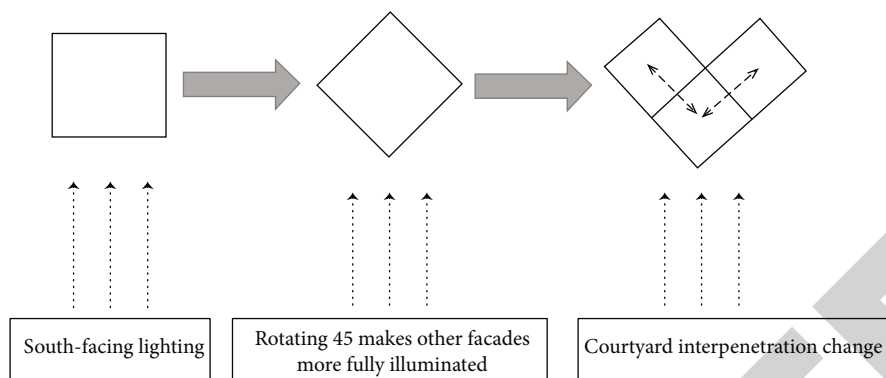 South-facing lighting
Rotating 45 makes other facades
more fully illuminated
Courtyard interpenetration change